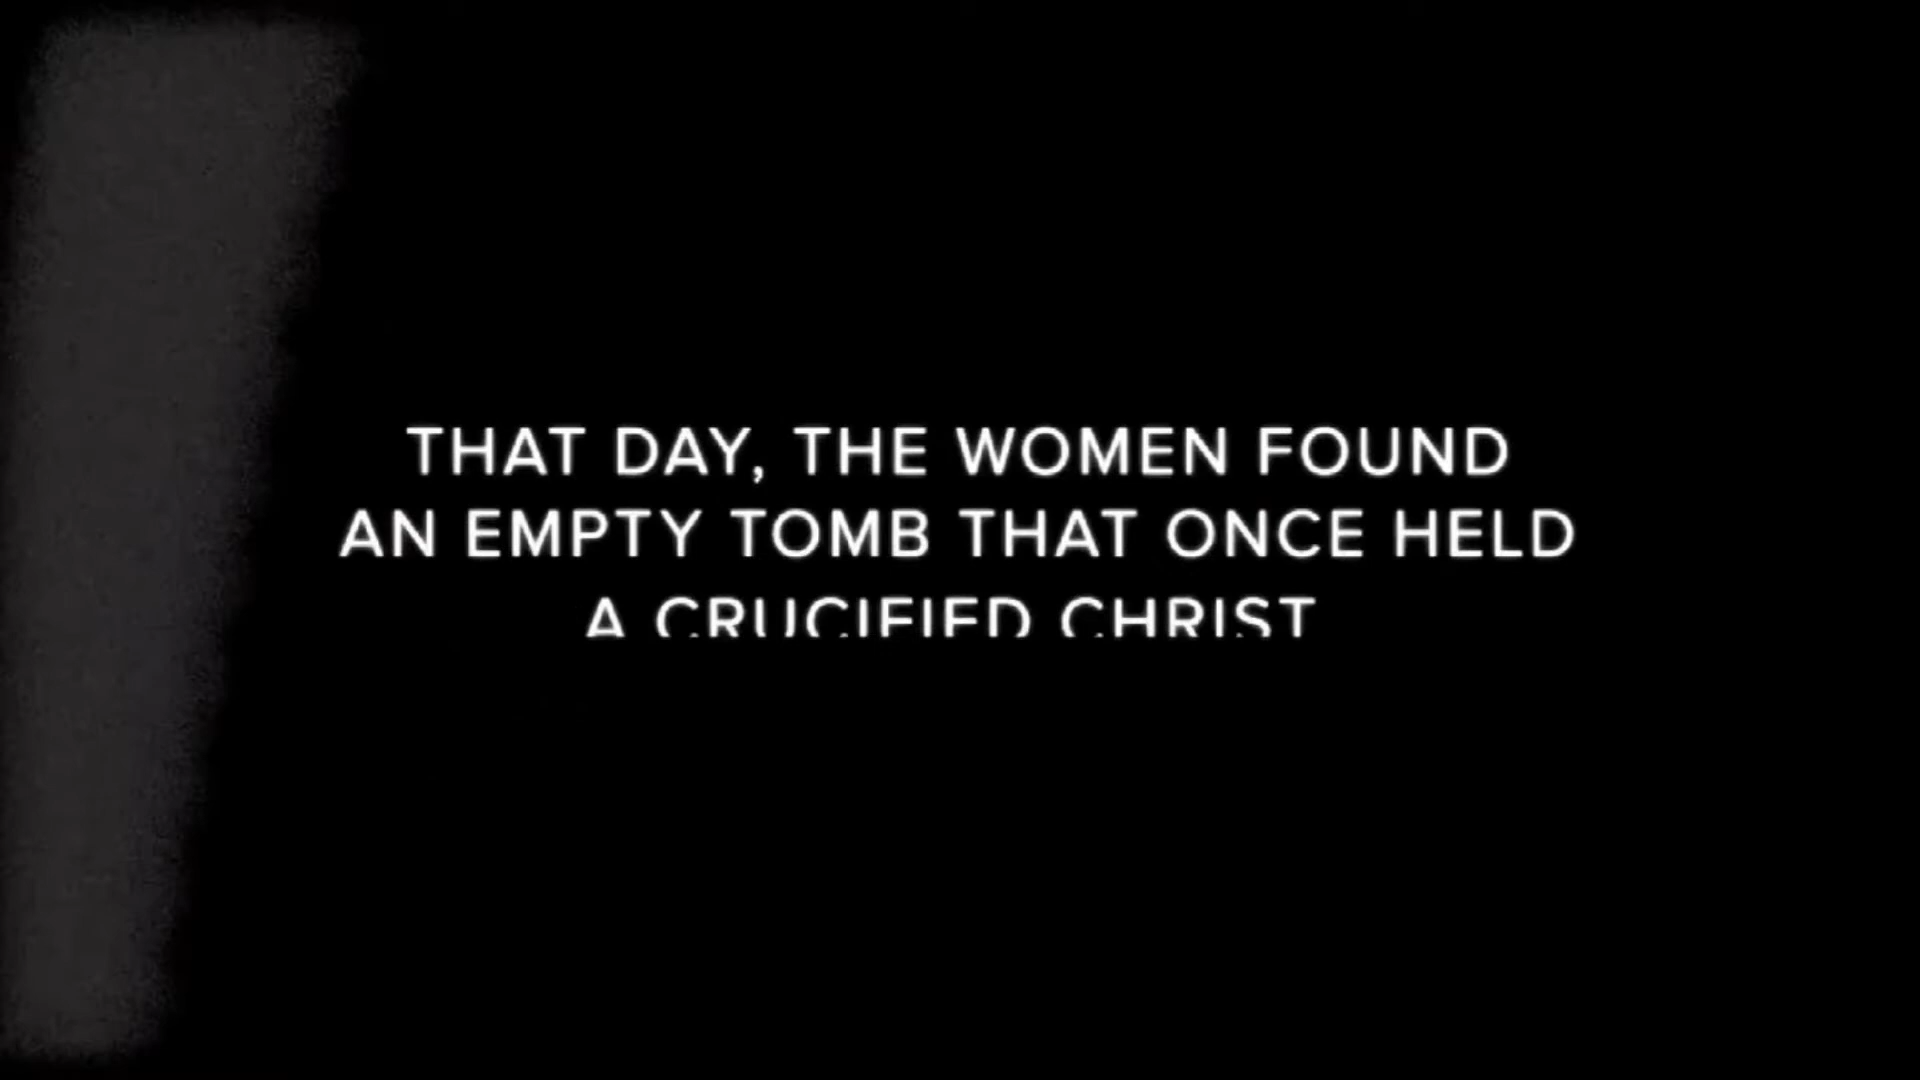 THAT DAY, THE WOMEN FOUND
AN EMPTY TOMB THAT ONCE HELD
A CRUCIFIED CHRIST